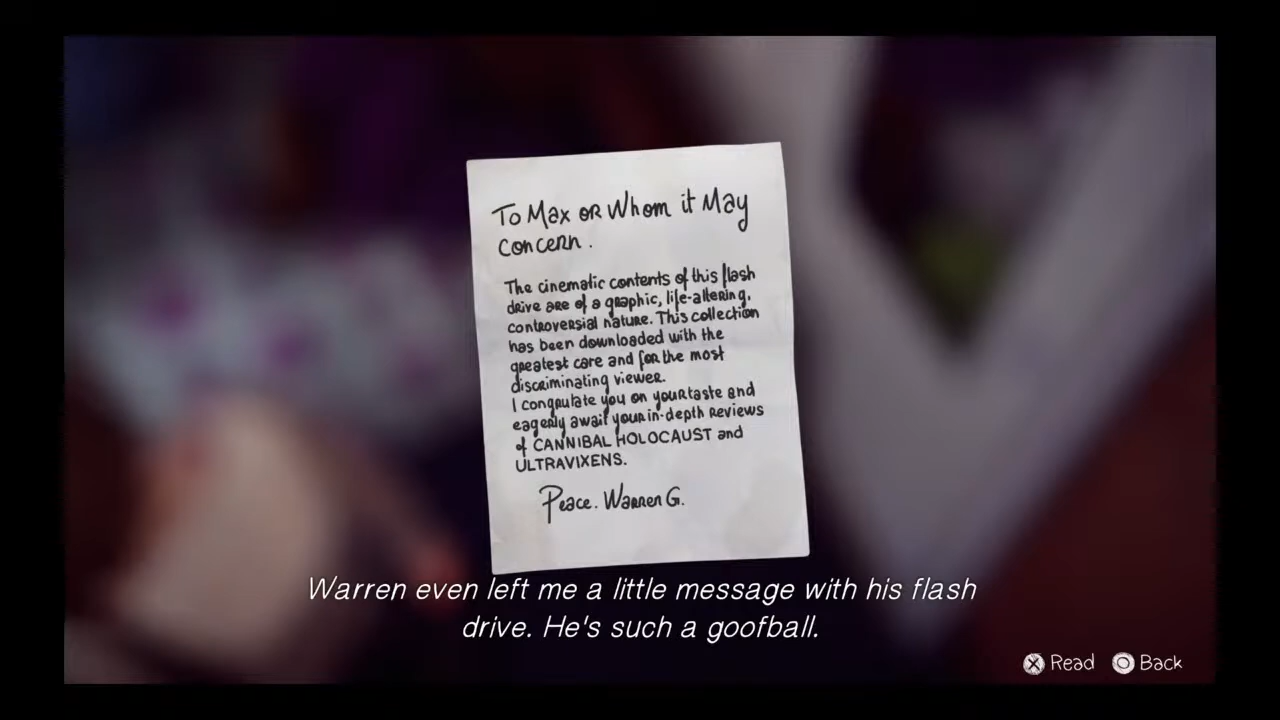 To Max or Whom it May
Concern.
The cinematic contents of this flash
drive are of a graphic, life-altering,
controversial nature. This collection
has been downloaded with the
greatest care and for the most
discriminating viewer.
I congrulate you on your taste and
eagerly await your in-depth reviews
of CANNIBAL HOLOCAUST and
ULTRAVIXENS.
Peace. Warren G.
Warren even left me a little message with his flash
drive. He's such a goofball.
Read Back